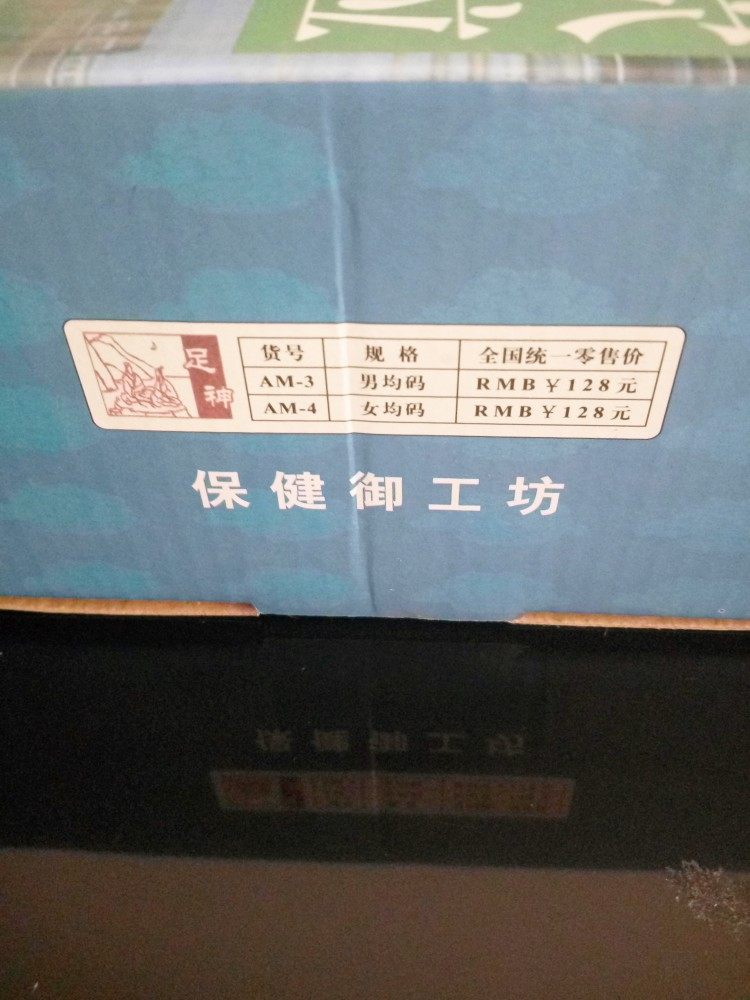 足神
货号 规格 全国统一零售价
AM-3 男均码 RMB¥128元
AM-4 女均码 RMB¥128元
保健御工坊